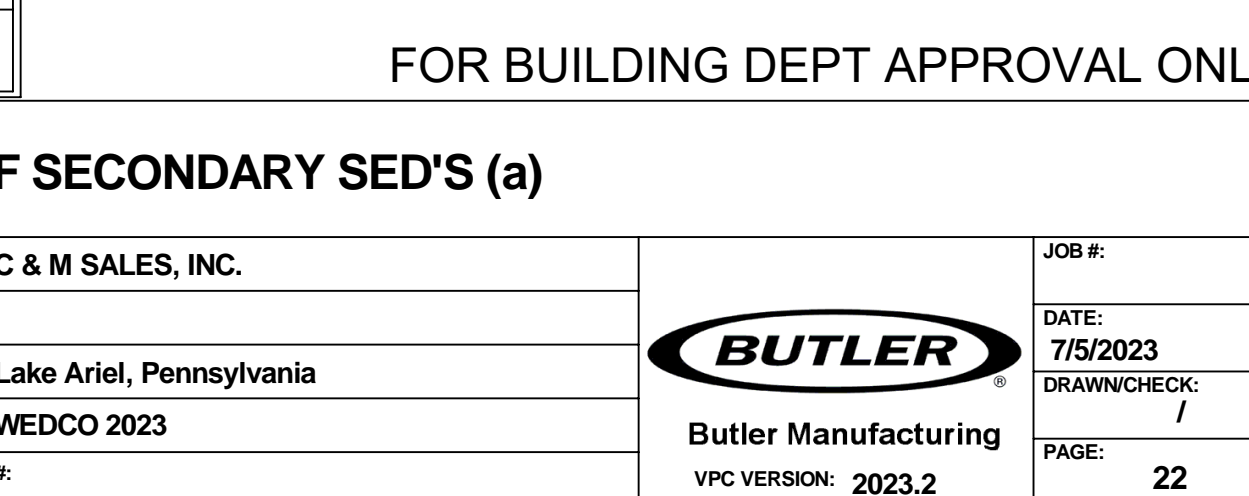 FOR BUILDING DEPT APPROVAL ONL
F SECONDARY SED'S (a)
C & M SALES, INC.
Lake Ariel, Pennsylvania
WEDCO 2023
#:
BUTLER®
Butler Manufacturing
VPC VERSION: 2023.2
JOB #:
DATE:
7/5/2023
DRAWN/CHECK:
/
PAGE:
22